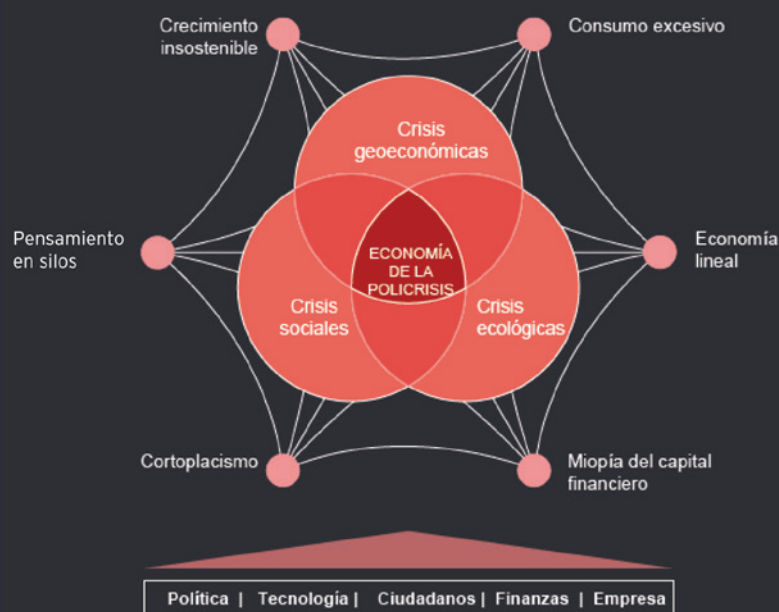 Crecimiento
insostenible
Consumo excesivo
Crisis
geoeconómicas
Pensamiento
en silos
ECONOMÍA
DE LA
POLICRISIS
Economía
lineal
Crisis
sociales
Crisis
ecológicas
Cortoplacismo
Miopía del capital
financiero
Política | Tecnología | Ciudadanos | Finanzas | Empresa